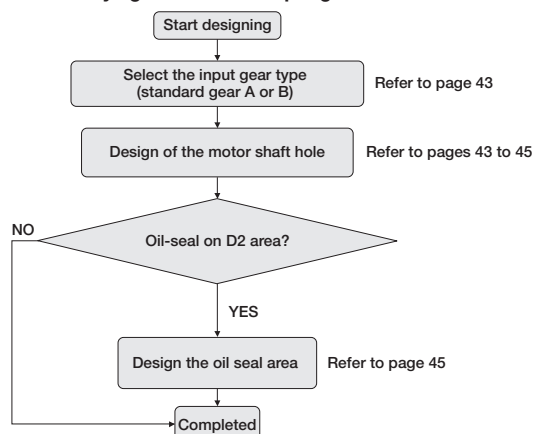 Start designing
Select the input gear type
(standard gear A or B)
Refer to page 43
Design of the motor shaft hole
Refer to pages 43 to 45
Oil-seal on D2 area?
NO
YES
Design the oil seal area
Refer to page 45
Completed